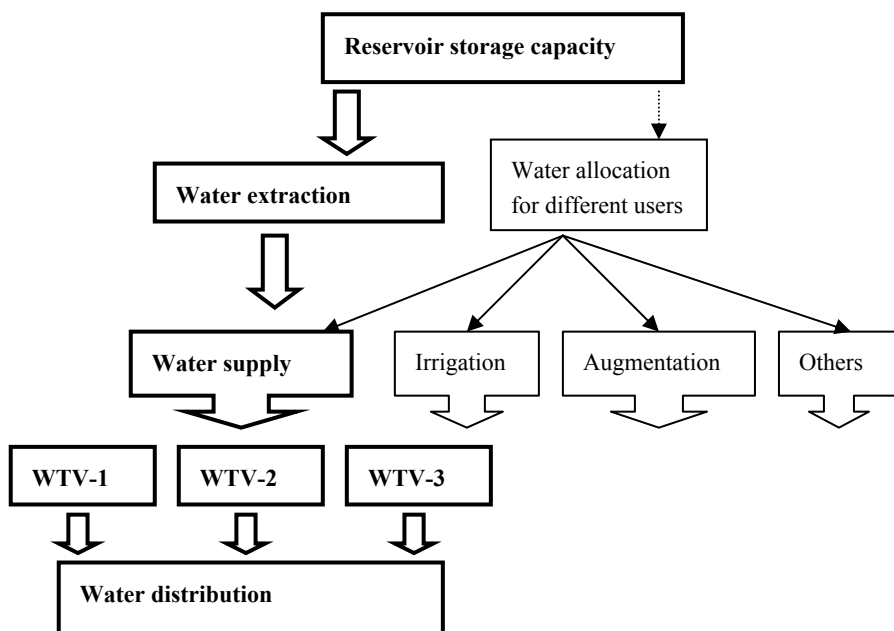 Reservoir storage capacity
Water extraction
Water allocation
for different users
Water supply
Irrigation
Augmentation
Others
WTV-1
WTV-2
WTV-3
Water distribution